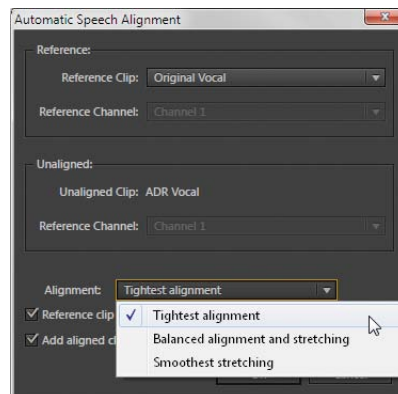 Automatic Speech Alignment
Reference:
Reference Clip: Original Vocal
Reference Channel: Channel 1
Unaligned:
Unaligned Clip: ADR Vocal
Reference Channel: Channel 1
Alignment: Tightest alignment
Reference clip
Tightest alignment
Balanced alignment and stretching
Add aligned
Smoothest stretching